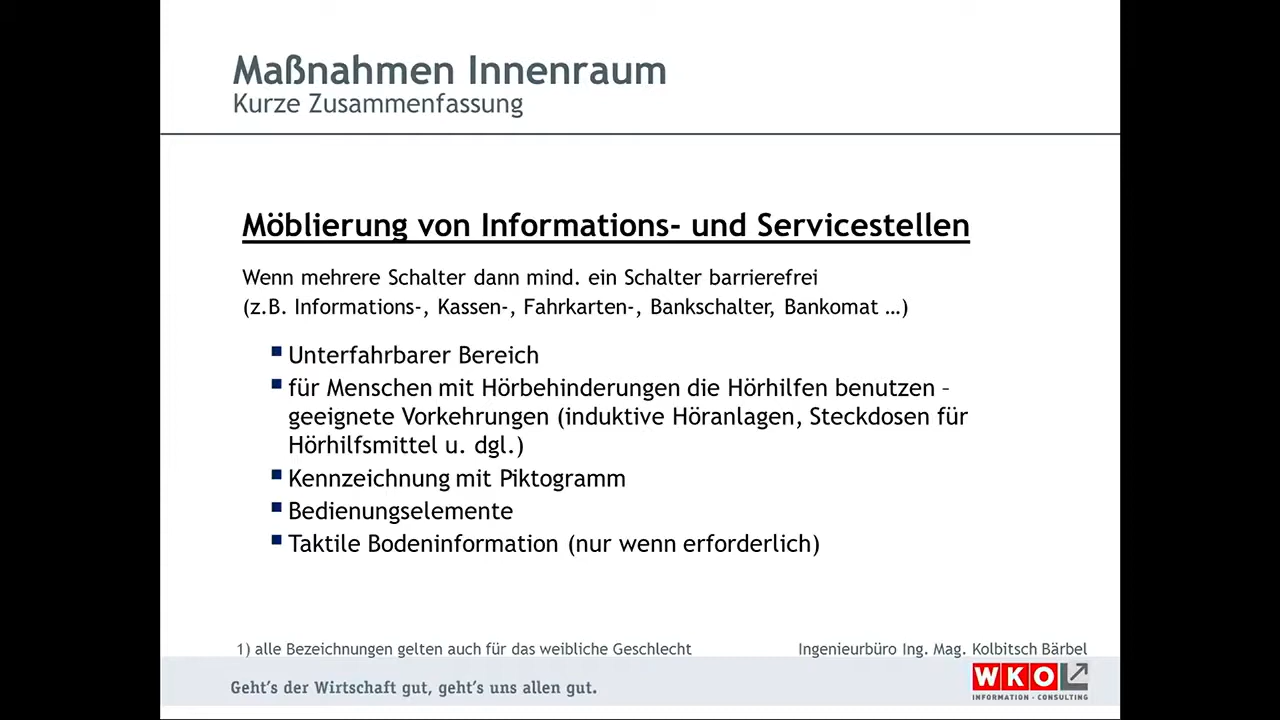 Maßnahmen Innenraum
Kurze Zusammenfassung
Möblierung von Informations- und Servicestellen
Wenn mehrere Schalter dann mind. ein Schalter barrierefrei
(z.B. Informations-, Kassen-, Fahrkarten-, Bankschalter, Bankomat …)
▪ Unterfahrbarer Bereich
▪ für Menschen mit Hörbehinderungen die Hörhilfen benutzen –
geeignete Vorkehrungen (induktive Höranlagen, Steckdosen für
Hörhilfsmittel u. dgl.)
▪ Kennzeichnung mit Piktogramm
▪ Bedienungselemente
▪ Taktile Bodeninformation (nur wenn erforderlich)
1) alle Bezeichnungen gelten auch für das weibliche Geschlecht
Ingenieurbüro Ing. Mag. Kolbitsch Bärbel
Geht's der Wirtschaft gut, geht's uns allen gut.
WKO
INFORMATION · CONSULTING